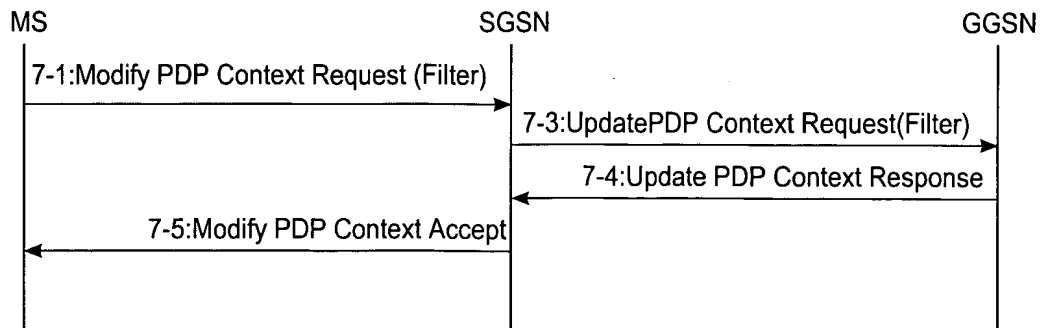 MS SGSN GGSN
7-1:Modify PDP Context Request (Filter)
7-3:UpdatePDP Context Request(Filter)
7-4:Update PDP Context Response
7-5:Modify PDP Context Accept